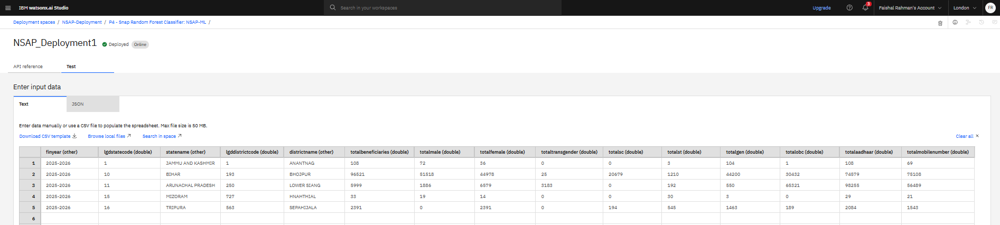 IBM watsonx.ai Studio Search in your workspaces Upgrade 3 Faishal Rahman's Account London FR
Deployment spaces / NSAP-Deployment / P4 - Snap Random Forest Classifier: NSAP-ML /
NSAP_Deployment1 Deployed Online
API reference Test
Enter input data
Text JSON
Enter data manually or use a CSV file to populate the spreadsheet. Max file size is 50 MB.
Download CSV template Browse local files Search in space Clear all
finyear (other) lgdstatecode (double) statename (other) lgddistrictcode (double) districtname (other) totalbeneficiaries (double) totalmale (double) totalfemale (double) totaltransgender (double) totalsc (double) totalst (double) totalgen (double) totalobc (double) totalaadhaar (double) totalmobilenumber (double)
1 2025-2026 1 JAMMU AND KASHMIR 1 ANANTNAG 108 72 36 0 0 3 104 1 108 69
2 2025-2026 10 BIHAR 193 BHOJPUR 96521 51518 44978 25 20679 1210 44200 30432 74579 75108
3 2025-2026 11 ARUNACHAL PRADESH 250 LOWER SIANG 5999 1886 6579 3183 0 192 550 65321 98255 56489
4 2025-2026 15 MIZORAM 727 HNAHTHIAL 33 19 14 0 0 30 3 0 29 21
5 2025-2026 16 TRIPURA 563 SEPAHIJALA 2391 0 2391 0 194 545 1463 189 2084 1543
6